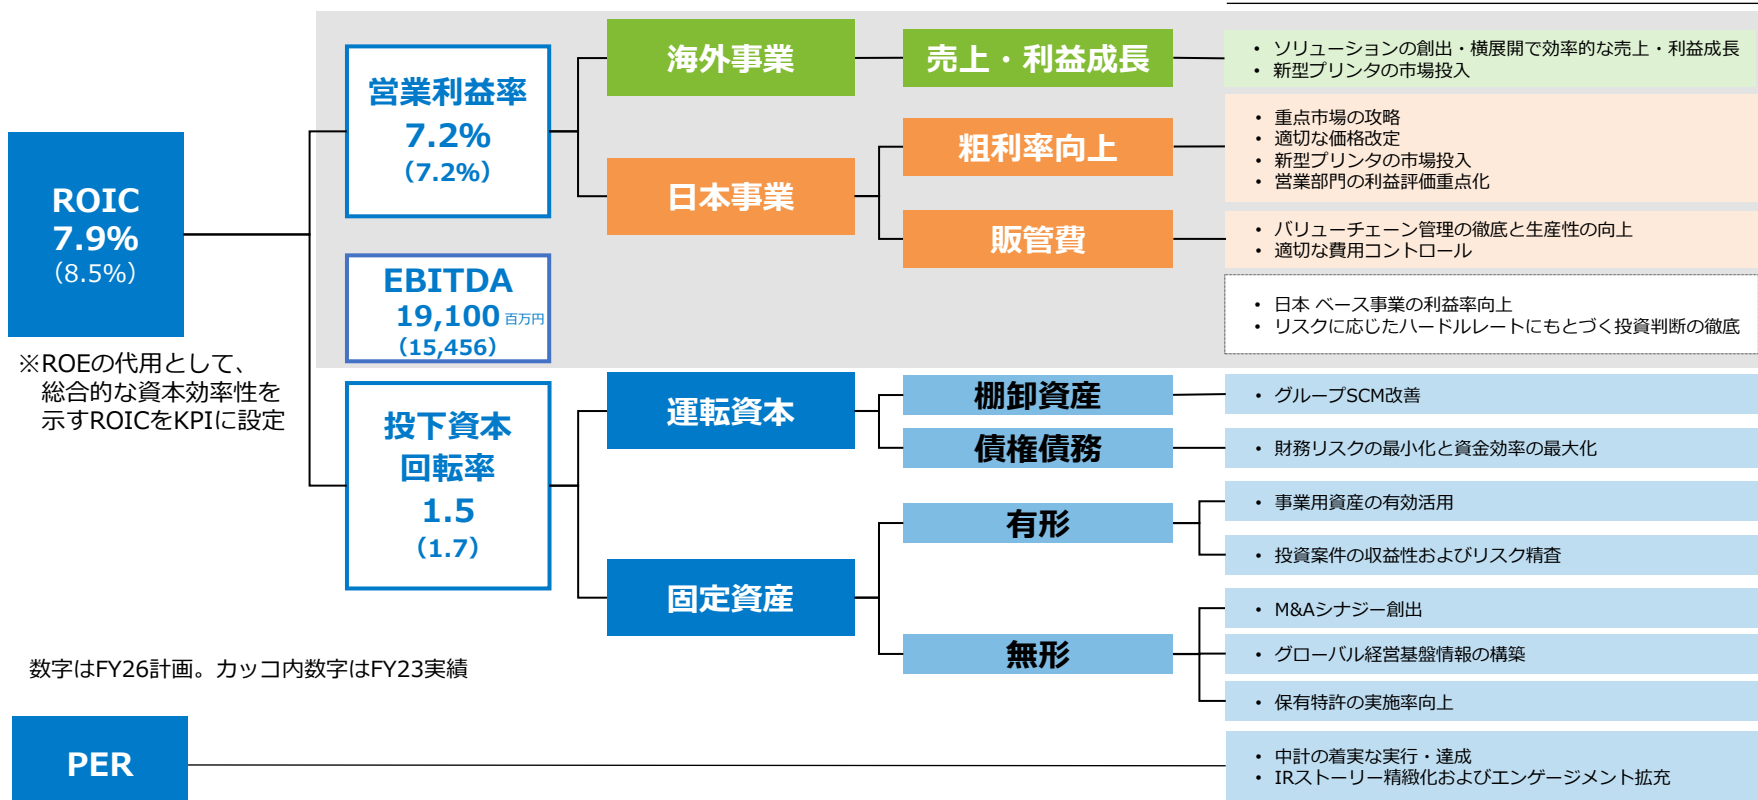 ROIC
7.9%
（8.5%）
※ROEの代用として、
総合的な資本効率性を
示すROICをKPIに設定
営業利益率
7.2%
（7.2%）
EBITDA
19,100 百万円
（15,456）
投下資本
回転率
1.5
（1.7）
海外事業
日本事業
運転資本
固定資産
売上・利益成長
粗利率向上
販管費
棚卸資産
債権債務
有形
無形
• ソリューションの創出・横展開で効率的な売上・利益成長
• 新型プリンタの市場投入
• 重点市場の攻略
• 適切な価格改定
• 新型プリンタの市場投入
• 営業部門の利益評価重点化
• バリューチェーン管理の徹底と生産性の向上
• 適切な費用コントロール
• 日本 ベース事業の利益率向上
• リスクに応じたハードルレートにもとづく投資判断の徹底
• グループSCM改善
• 財務リスクの最小化と資金効率の最大化
• 事業用資産の有効活用
• 投資案件の収益性およびリスク精査
• M&Aシナジー創出
• グローバル経営基盤情報の構築
• 保有特許の実施率向上
数字はFY26計画。カッコ内数字はFY23実績
PER
• 中計の着実な実行・達成
• IRストーリー精緻化およびエンゲージメント拡充